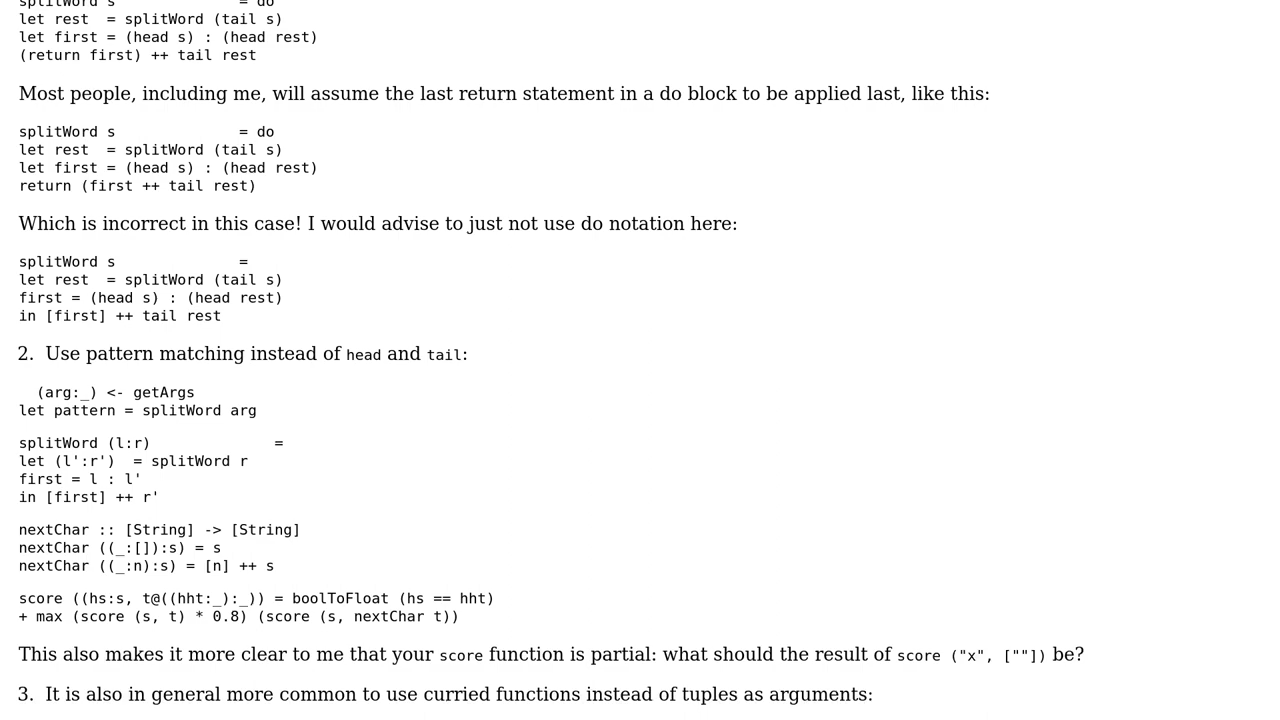 splitWord s              = do
let rest  = splitWord (tail s)
let first = (head s) : (head rest)
(return first) ++ tail rest
Most people, including me, will assume the last return statement in a do block to be applied last, like this:
splitWord s              = do
let rest  = splitWord (tail s)
let first = (head s) : (head rest)
return (first ++ tail rest)
Which is incorrect in this case! I would advise to just not use do notation here:
splitWord s              =
let rest  = splitWord (tail s)
first = (head s) : (head rest)
in [first] ++ tail rest
2. Use pattern matching instead of head and tail:
  (arg:_) <- getArgs
let pattern = splitWord arg
splitWord (l:r)              =
let (l':r')  = splitWord r
first = l : l'
in [first] ++ r'
nextChar :: [String] -> [String]
nextChar ((_:[]):s) = s
nextChar ((_:n):s) = [n] ++ s
score ((hs:s, t@((hht:_):_)) = boolToFloat (hs == hht)
+ max (score (s, t) * 0.8) (score (s, nextChar t))
This also makes it more clear to me that your score function is partial: what should the result of score ("x", [""]) be?
3. It is also in general more common to use curried functions instead of tuples as arguments: